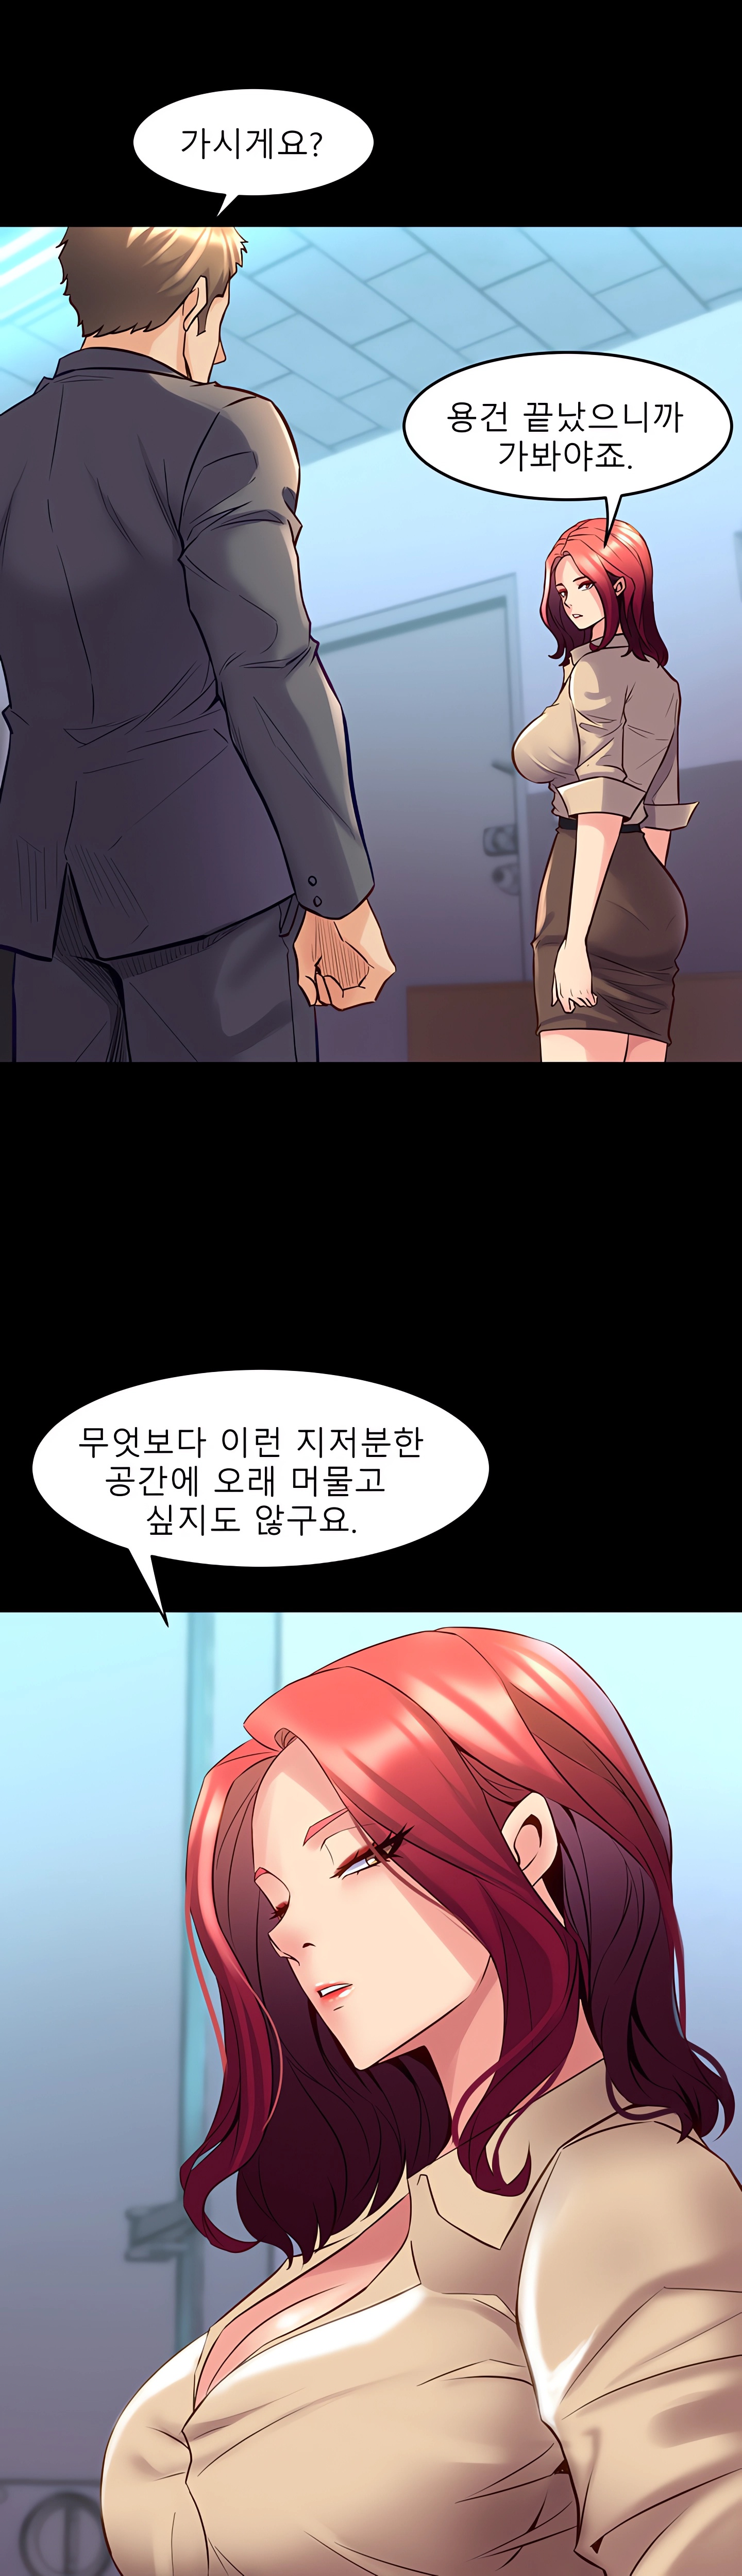 가시게요?
용건 끝났으니까
가봐야죠.
무엇보다 이런 지저분한
공간에 오래 머물고
싶지도 않구요.